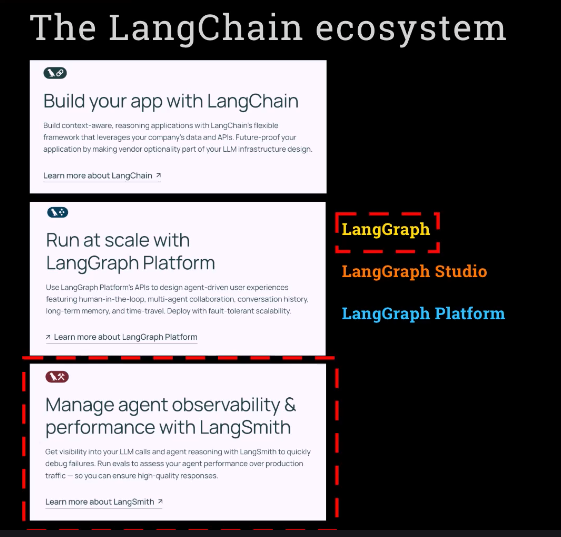 The LangChain ecosystem
Build your app with LangChain
Build context-aware, reasoning applications with LangChain's flexible
framework that leverages your company's data and APIs. Future-proof your
application by making vendor optionality part of your LLM infrastructure design.
Learn more about LangChain ↗
Run at scale with
LangGraph Platform
Use LangGraph Platform's APIs to design agent-driven user experiences
featuring human-in-the-loop, multi-agent collaboration, conversation history,
long-term memory, and time-travel. Deploy with fault-tolerant scalability.
↗ Learn more about LangGraph Platform
LangGraph
LangGraph Studio
LangGraph Platform
Manage agent observability &
performance with LangSmith
Get visibility into your LLM calls and agent reasoning with LangSmith to quickly
debug failures. Run evals to assess your agent performance over production
traffic — so you can ensure high-quality responses.
Learn more about LangSmith ↗